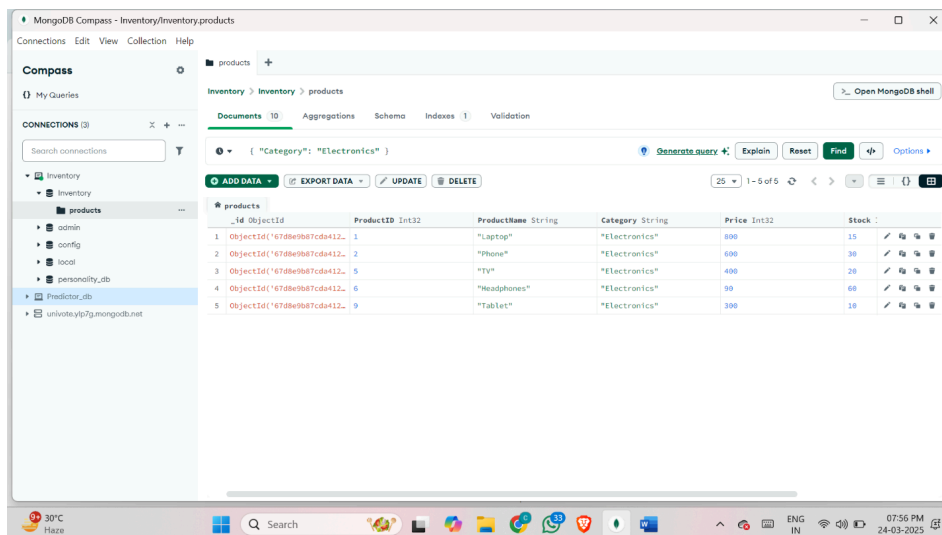 MongoDB Compass - Inventory/Inventory.products
Connections Edit View Collection Help
Compass
{} My Queries
CONNECTIONS (3)
Search connections
Inventory
Inventory
products
admin
config
local
personality_db
Predictor_db
univote.ylp7g.mongodb.net
products
Inventory > Inventory > products
>_ Open MongoDB shell
Documents 10 Aggregations Schema Indexes 1 Validation
{ "Category": "Electronics" }
Generate query Explain Reset Find </> Options
ADD DATA EXPORT DATA UPDATE DELETE
25 1-5 of 5
products
_id ObjectId ProductID Int32 ProductName String Category String Price Int32 Stock
1 ObjectId('67d8e9b87cda412… 1 "Laptop" "Electronics" 800 15
2 ObjectId('67d8e9b87cda412… 2 "Phone" "Electronics" 600 30
3 ObjectId('67d8e9b87cda412… 5 "TV" "Electronics" 400 20
4 ObjectId('67d8e9b87cda412… 6 "Headphones" "Electronics" 90 60
5 ObjectId('67d8e9b87cda412… 9 "Tablet" "Electronics" 300 10
9+ 30°C
Haze
Search
33
ENG
IN
07:56 PM
24-03-2025